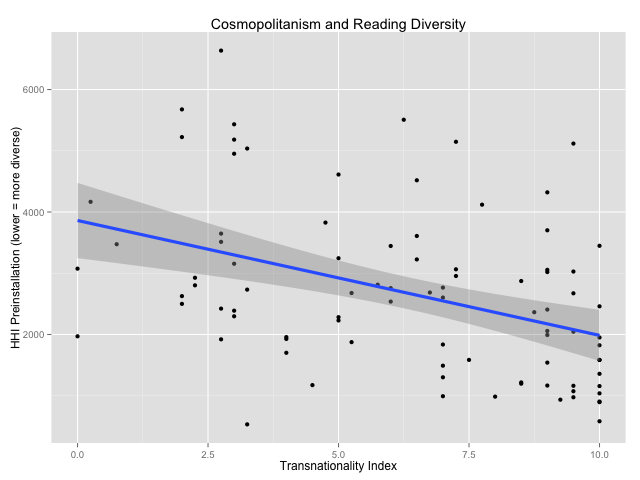 Cosmopolitanism and Reading Diversity
HHI Preinstallation (lower = more diverse)
6000
4000
2000
0.0 2.5 5.0 7.5 10.0
Transnationality Index